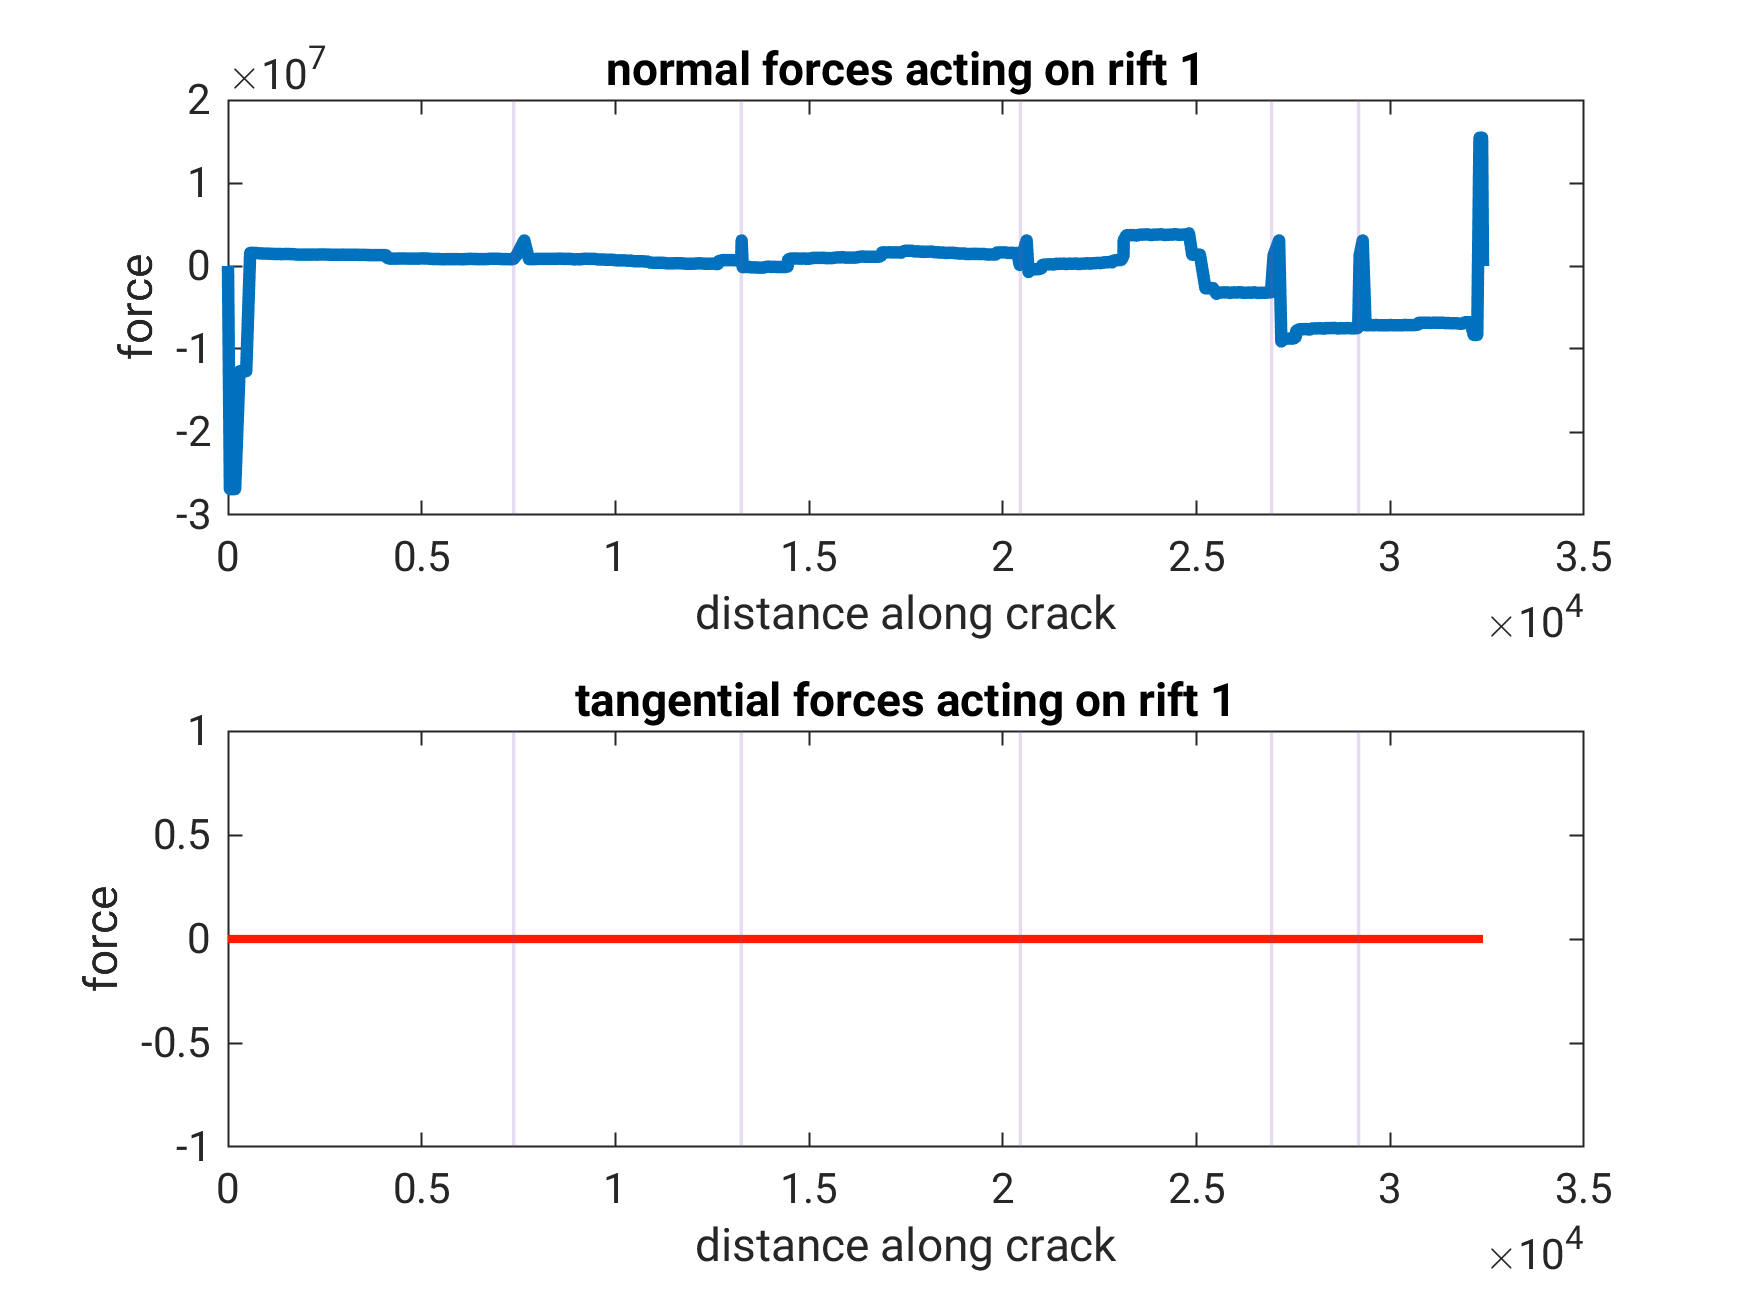 ×10^7
normal forces acting on rift 1
2
1
0
-1
-2
-3
force
0 0.5 1 1.5 2 2.5 3 3.5
distance along crack
×10^4
tangential forces acting on rift 1
1
0.5
0
-0.5
-1
force
0 0.5 1 1.5 2 2.5 3 3.5
distance along crack
×10^4